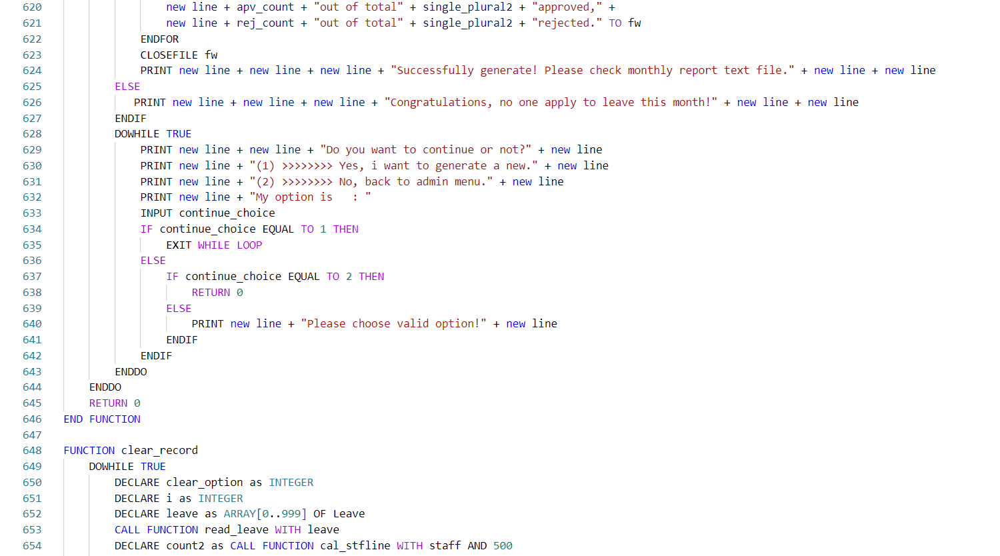 620 new line + apv_count + "out of total" + single_plural2 + "approved," +
621 new line + rej_count + "out of total" + single_plural2 + "rejected." TO fw
622 ENDFOR
623 CLOSEFILE fw
624 PRINT new line + new line + new line + "Successfully generate! Please check monthly report text file." + new line + new line
625 ELSE
626 PRINT new line + new line + new line + "Congratulations, no one apply to leave this month!" + new line + new line
627 ENDIF
628 DOWHILE TRUE
629 PRINT new line + new line + "Do you want to continue or not?" + new line
630 PRINT new line + "(1) >>>>>>>> Yes, i want to generate a new." + new line
631 PRINT new line + "(2) >>>>>>>> No, back to admin menu." + new line
632 PRINT new line + "My option is   : "
633 INPUT continue_choice
634 IF continue_choice EQUAL TO 1 THEN
635 EXIT WHILE LOOP
636 ELSE
637 IF continue_choice EQUAL TO 2 THEN
638 RETURN 0
639 ELSE
640 PRINT new line + "Please choose valid option!" + new line
641 ENDIF
642 ENDIF
643 ENDDO
644 ENDDO
645 RETURN 0
646 END FUNCTION
647
648 FUNCTION clear_record
649 DOWHILE TRUE
650 DECLARE clear_option as INTEGER
651 DECLARE i as INTEGER
652 DECLARE leave as ARRAY[0..999] OF Leave
653 CALL FUNCTION read_leave WITH leave
654 DECLARE count2 as CALL FUNCTION cal_stfline WITH staff AND 500